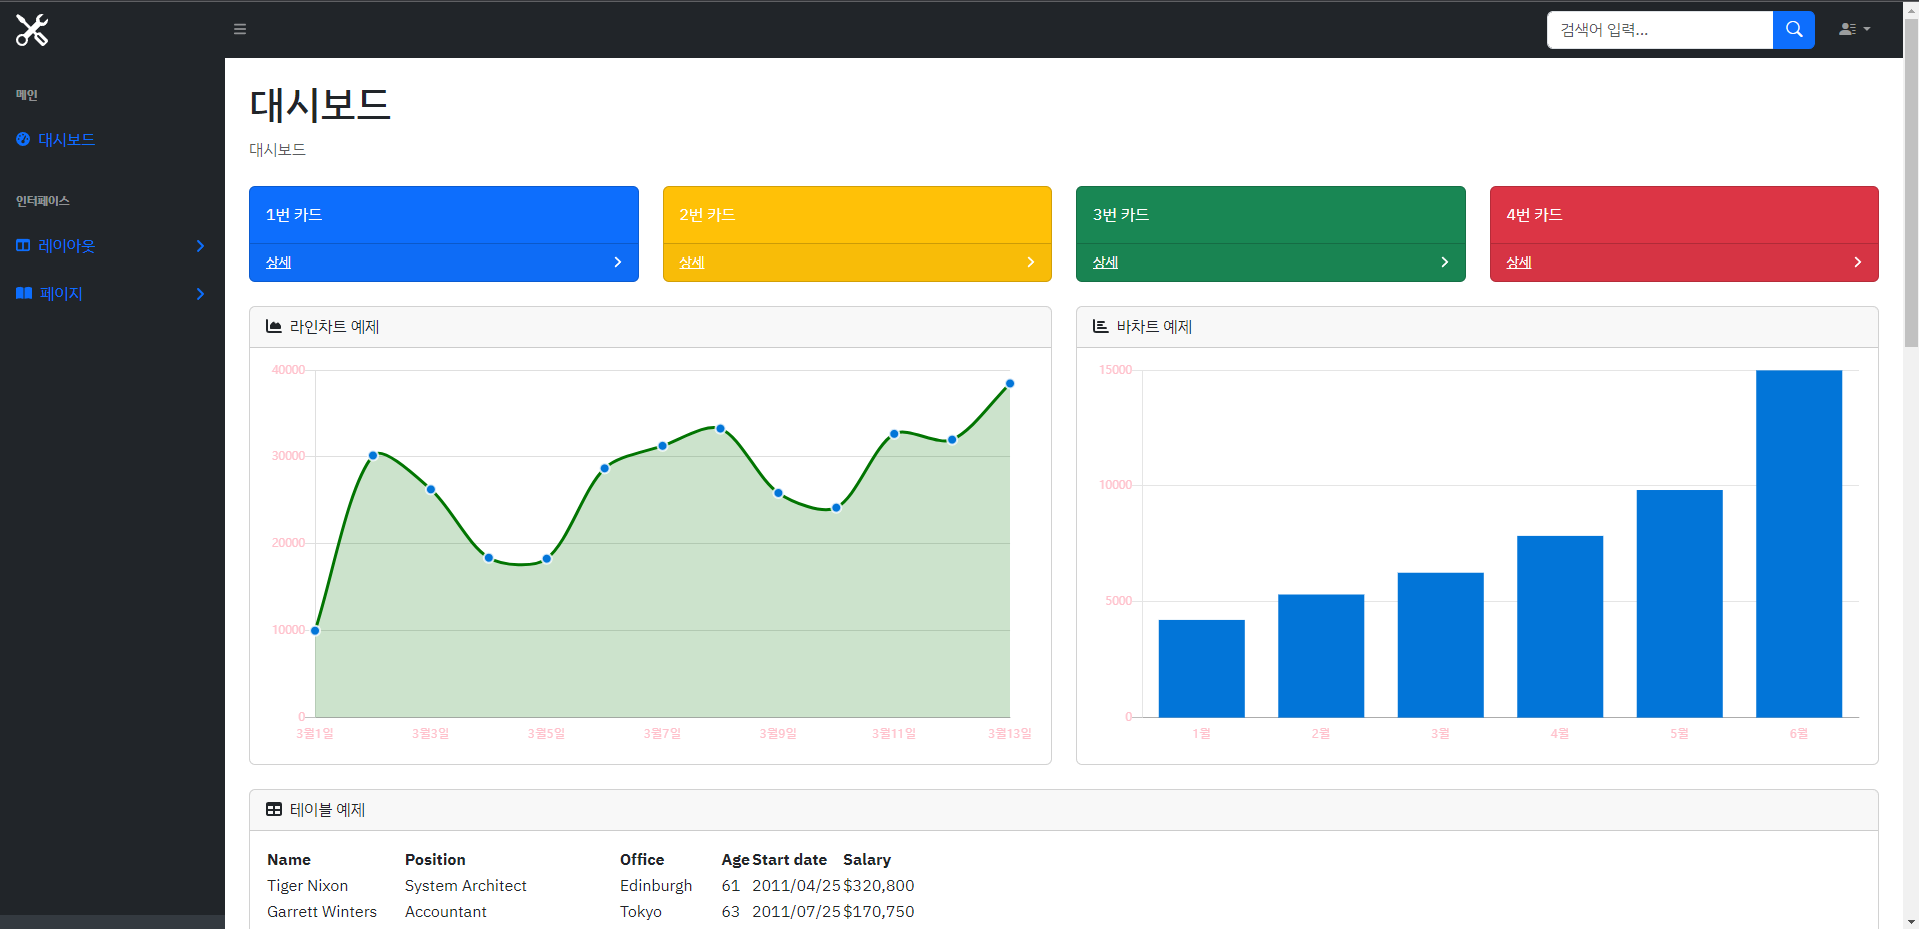 검색어 입력...
메인
대시보드
인터페이스
레이아웃
페이지
대시보드
대시보드
1번 카드
상세
2번 카드
상세
3번 카드
상세
4번 카드
상세
라인차트 예제
40000
30000
20000
10000
0
3월1일 3월3일 3월5일 3월7일 3월9일 3월11일 3월13일
바차트 예제
15000
10000
5000
0
1월 2월 3월 4월 5월 6월
테이블 예제
Name Position Office Age Start date Salary
Tiger Nixon System Architect Edinburgh 61 2011/04/25 $320,800
Garrett Winters Accountant Tokyo 63 2011/07/25 $170,750